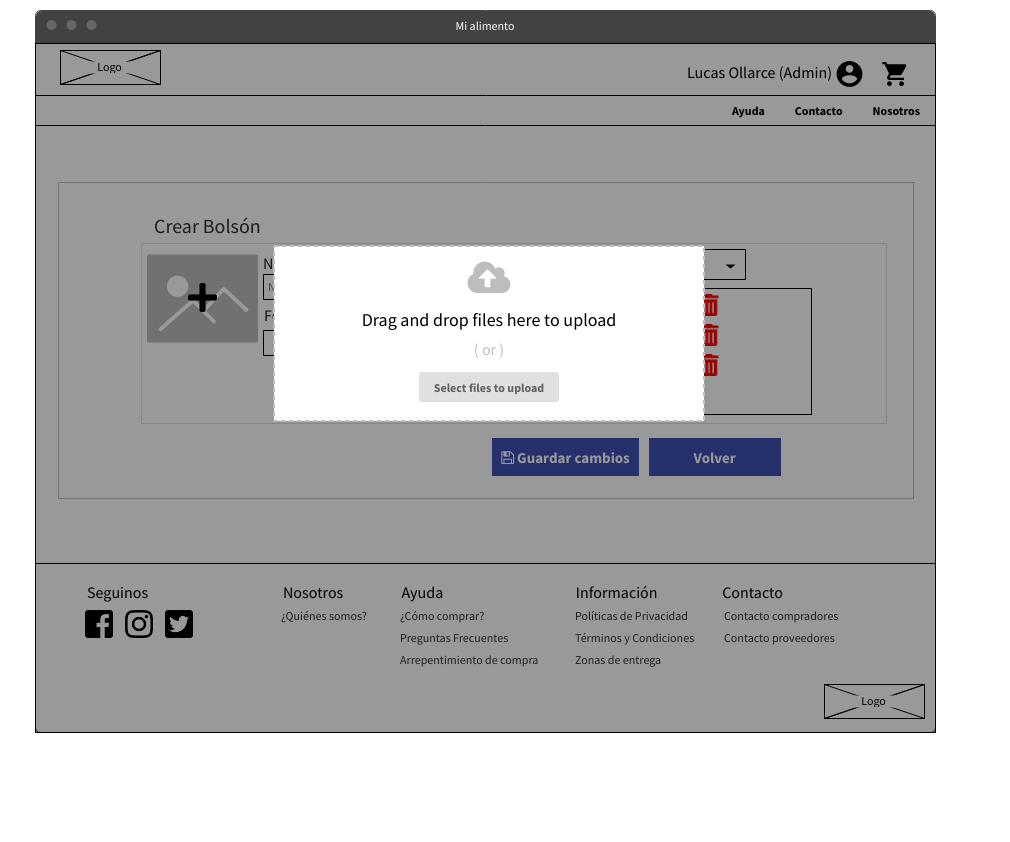 Mi alimento
Logo
Lucas Ollarce (Admin)
Ayuda Contacto Nosotros
Crear Bolsón
Drag and drop files here to upload
( or )
Select files to upload
Guardar cambios Volver
Seguinos Nosotros Ayuda Información Contacto
¿Quiénes somos? ¿Cómo comprar? Políticas de Privacidad Contacto compradores
Preguntas Frecuentes Términos y Condiciones Contacto proveedores
Arrepentimiento de compra Zonas de entrega
Logo